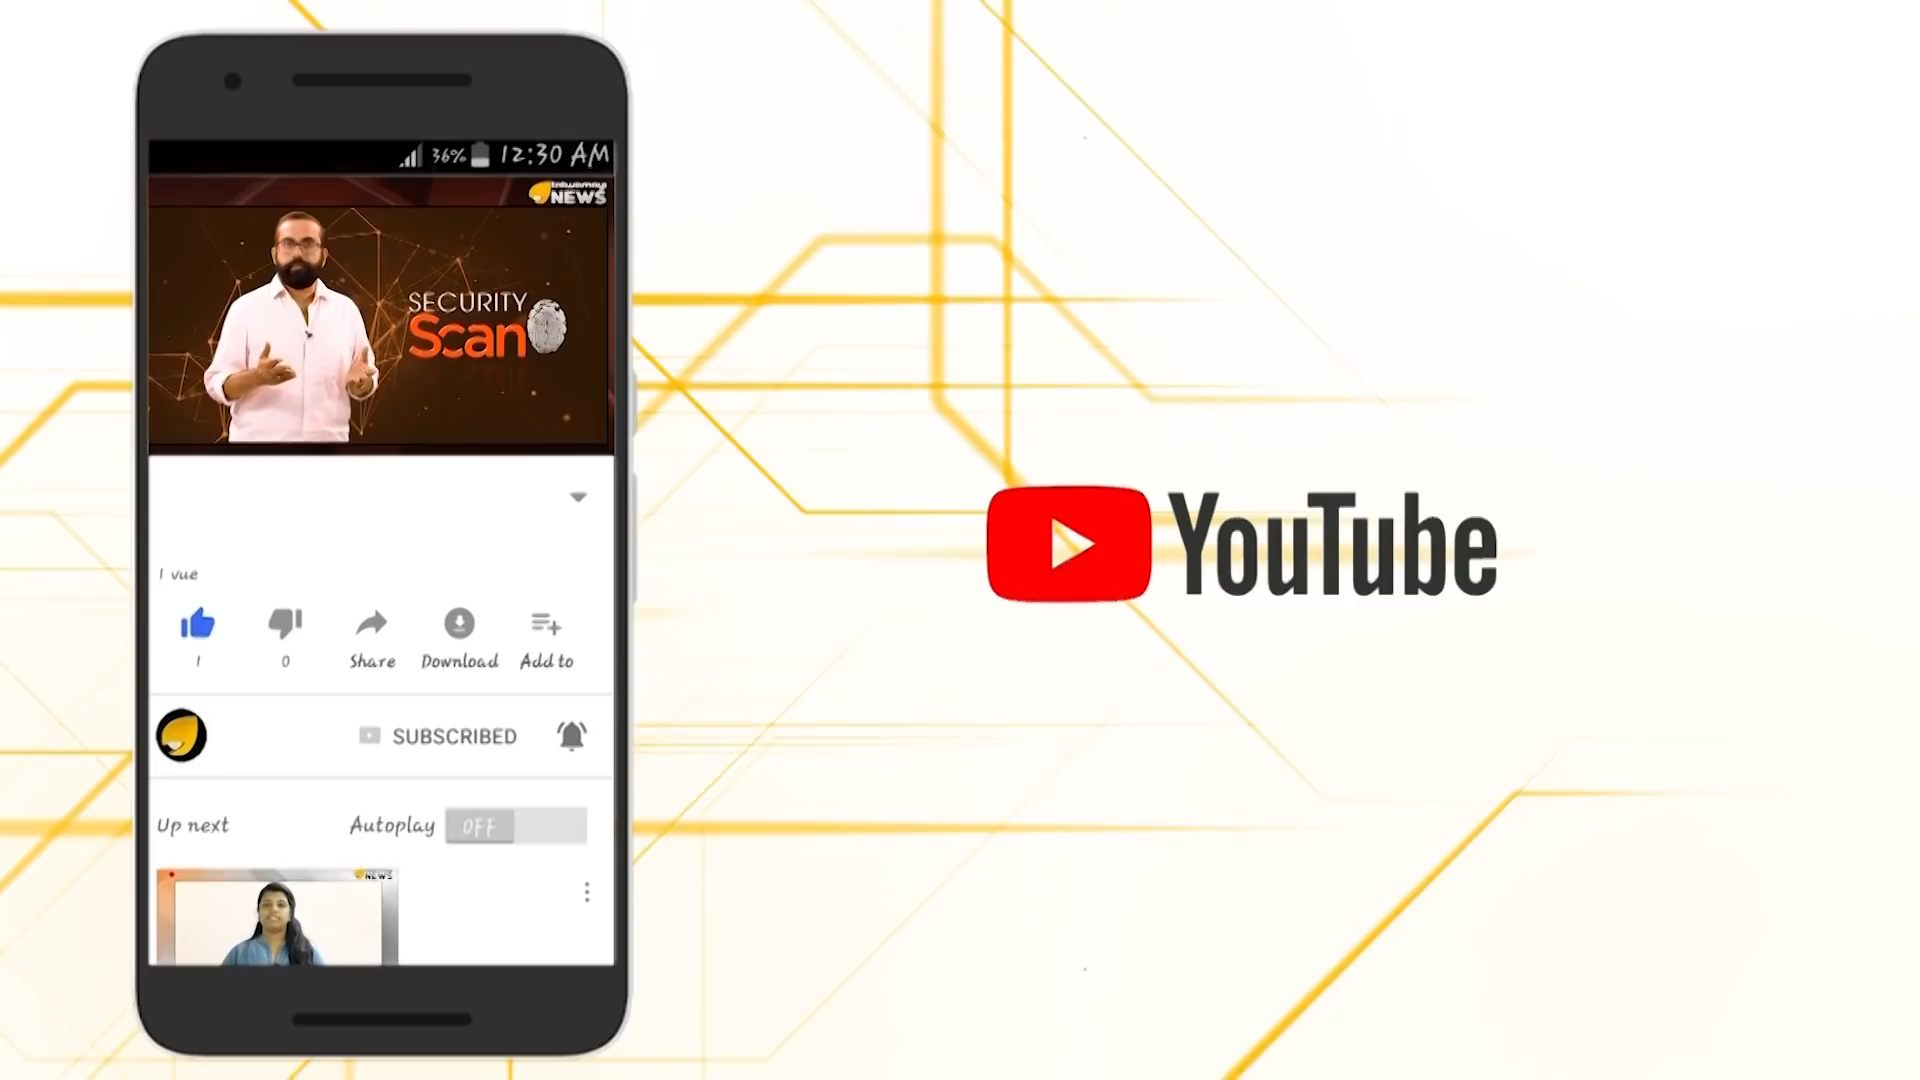 36% 12:30 AM
NEWS
SECURITY
Scan
1 vue
1 0 Share Download Add to
SUBSCRIBED
Up next Autoplay OFF
NEWS
YouTube